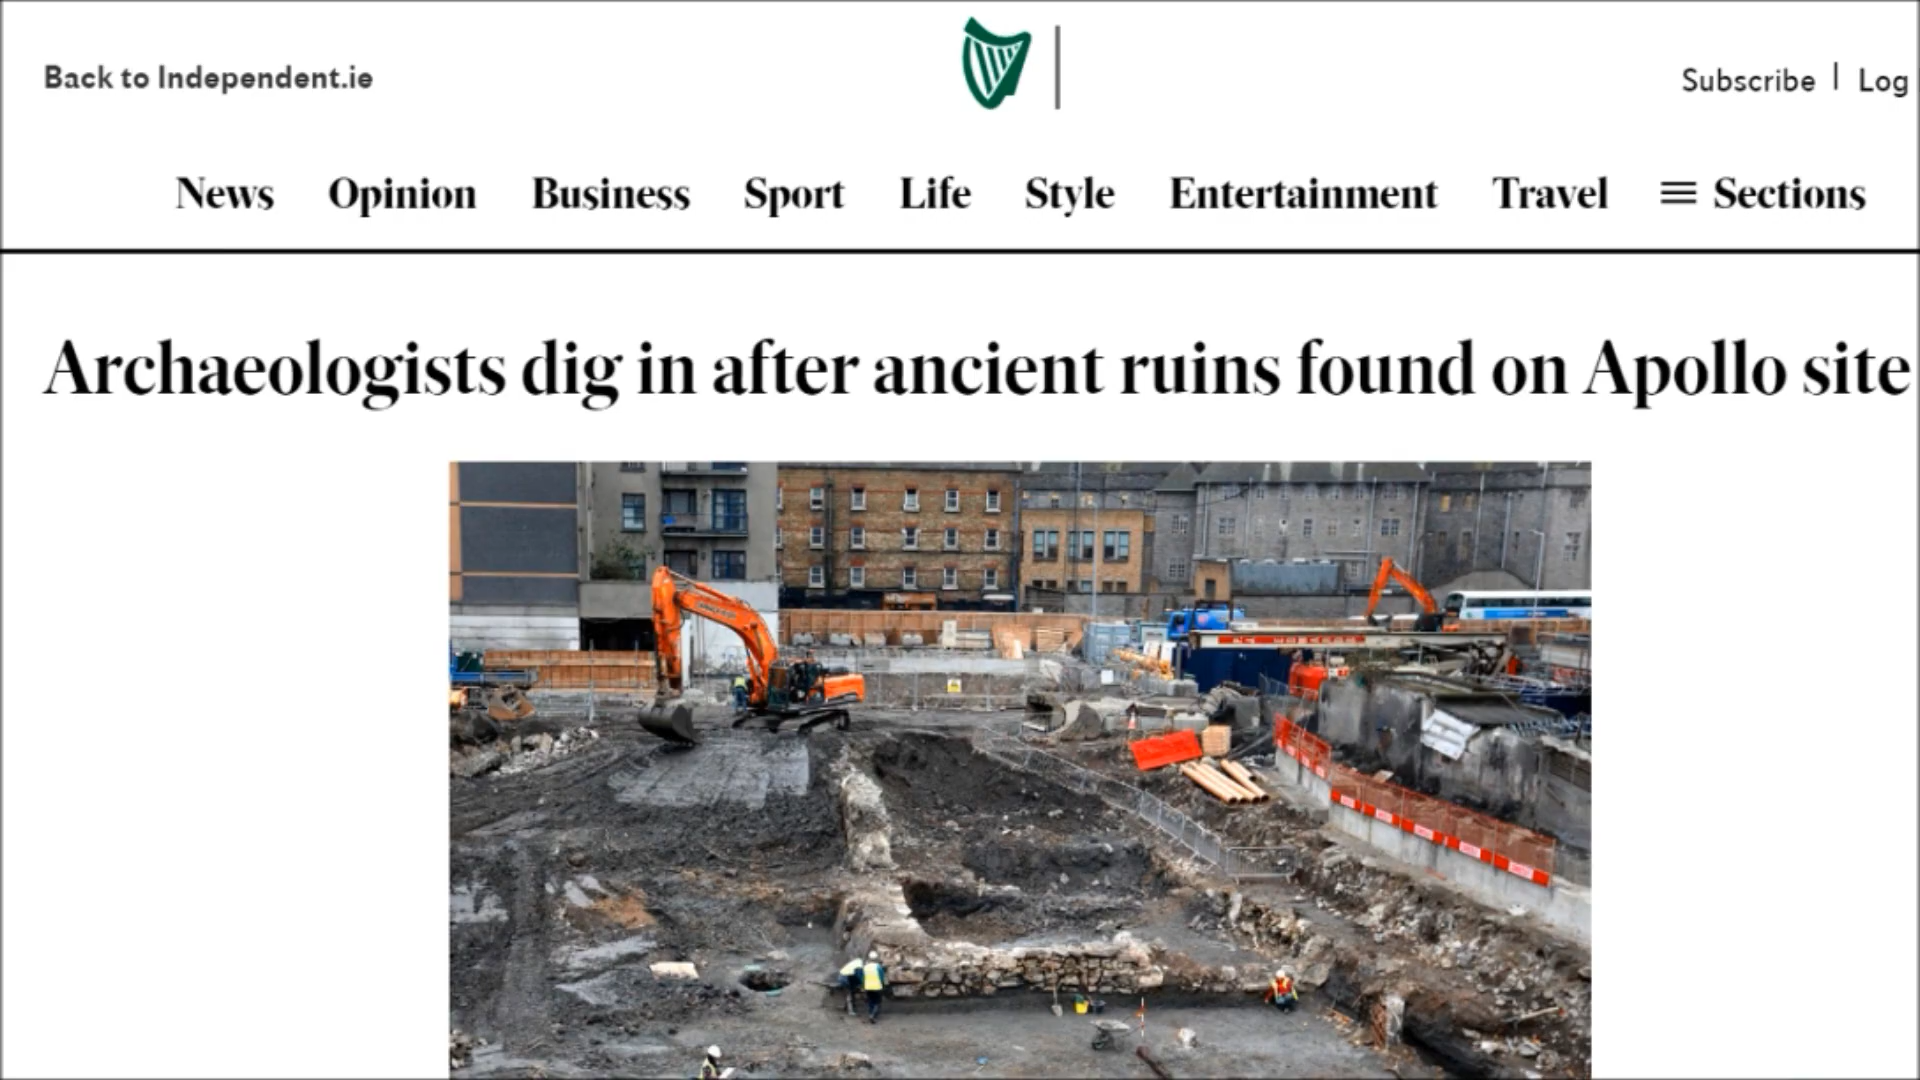 Back to Independent.ie
Subscribe | Log
News Opinion Business Sport Life Style Entertainment Travel Sections
Archaeologists dig in after ancient ruins found on Apollo site